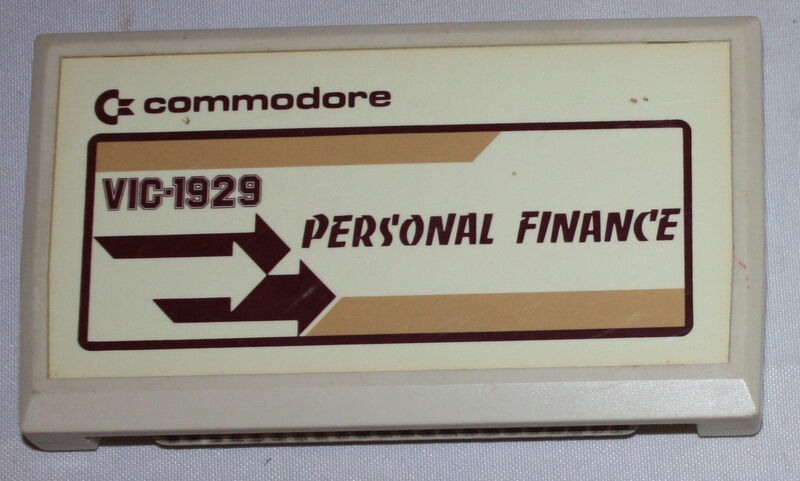 commodore
VIC-1929
PERSONAL FINANCE